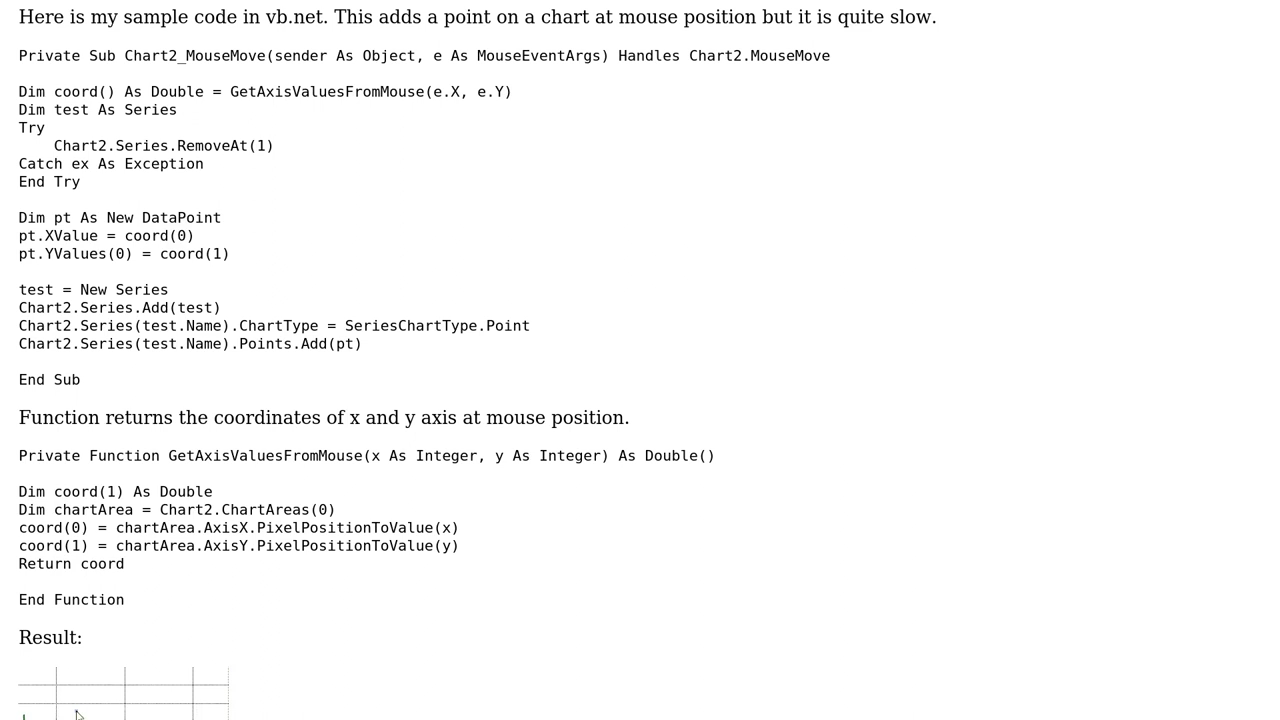 Here is my sample code in vb.net. This adds a point on a chart at mouse position but it is quite slow.
Private Sub Chart2_MouseMove(sender As Object, e As MouseEventArgs) Handles Chart2.MouseMove
Dim coord() As Double = GetAxisValuesFromMouse(e.X, e.Y)
Dim test As Series
Try
    Chart2.Series.RemoveAt(1)
Catch ex As Exception
End Try
Dim pt As New DataPoint
pt.XValue = coord(0)
pt.YValues(0) = coord(1)
test = New Series
Chart2.Series.Add(test)
Chart2.Series(test.Name).ChartType = SeriesChartType.Point
Chart2.Series(test.Name).Points.Add(pt)
End Sub
Function returns the coordinates of x and y axis at mouse position.
Private Function GetAxisValuesFromMouse(x As Integer, y As Integer) As Double()
Dim coord(1) As Double
Dim chartArea = Chart2.ChartAreas(0)
coord(0) = chartArea.AxisX.PixelPositionToValue(x)
coord(1) = chartArea.AxisY.PixelPositionToValue(y)
Return coord
End Function
Result: